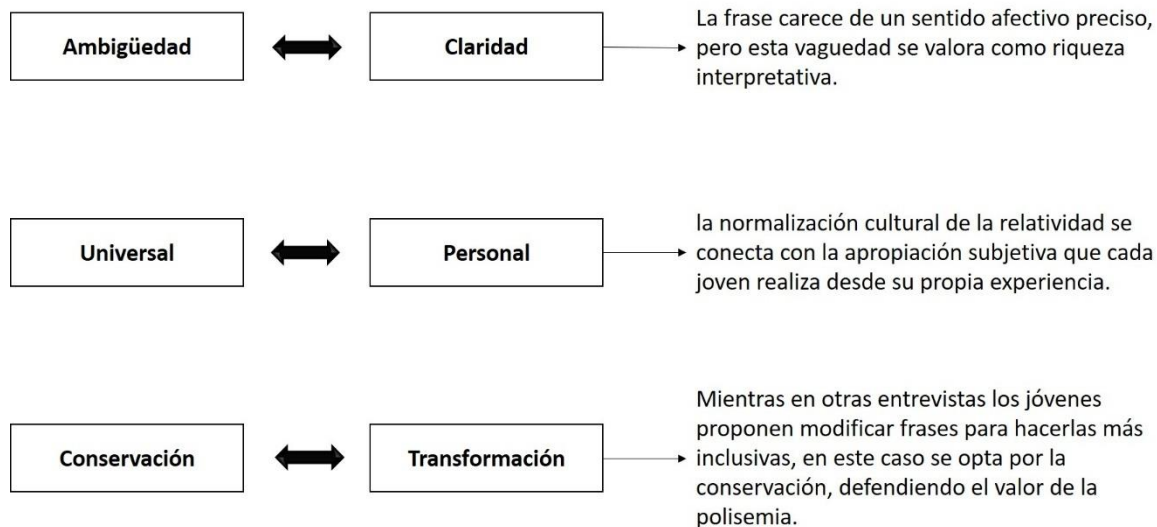 Ambigüedad
Claridad
La frase carece de un sentido afectivo preciso,
pero esta vaguedad se valora como riqueza
interpretativa.
Universal
Personal
la normalización cultural de la relatividad se
conecta con la apropiación subjetiva que cada
joven realiza desde su propia experiencia.
Conservación
Transformación
Mientras en otras entrevistas los jóvenes
proponen modificar frases para hacerlas más
inclusivas, en este caso se opta por la
conservación, defendiendo el valor de la
polisemia.